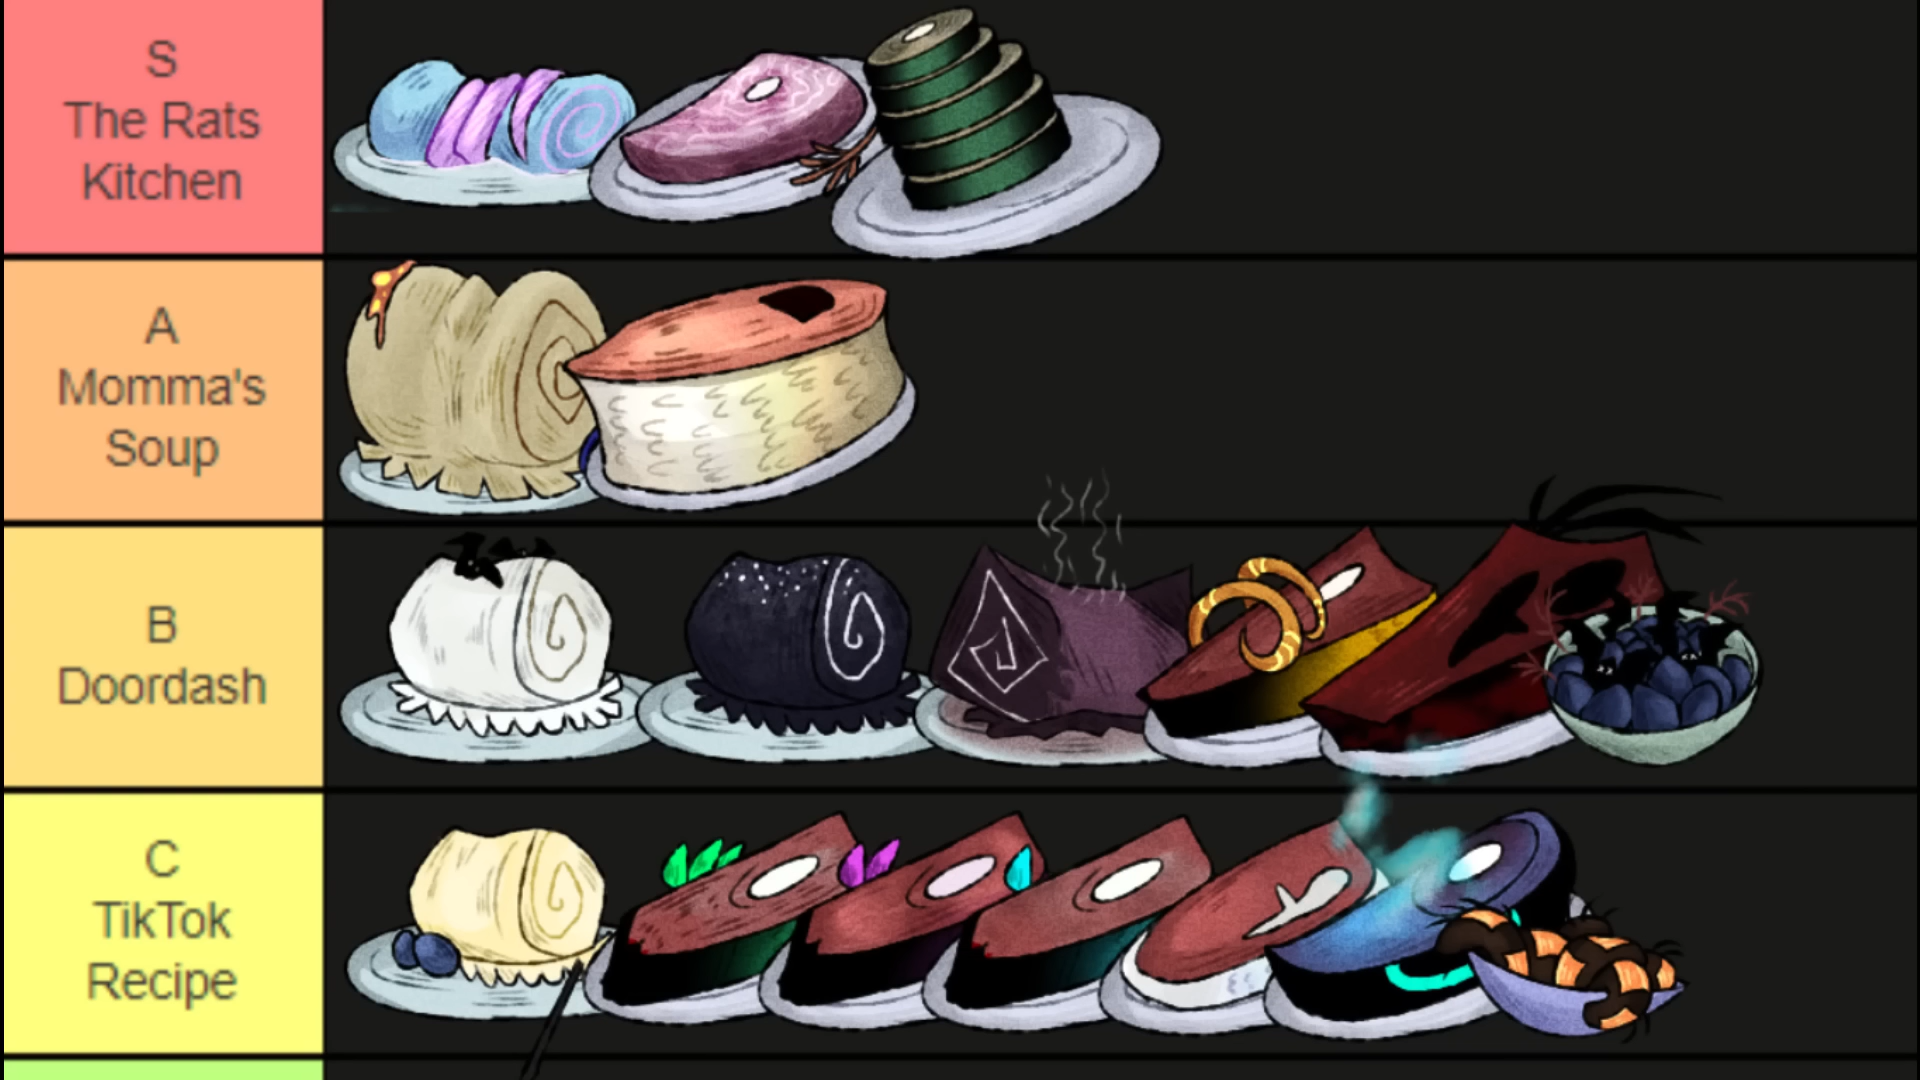 S
The Rats
Kitchen
A
Momma's
Soup
B
Doordash
C
TikTok
Recipe